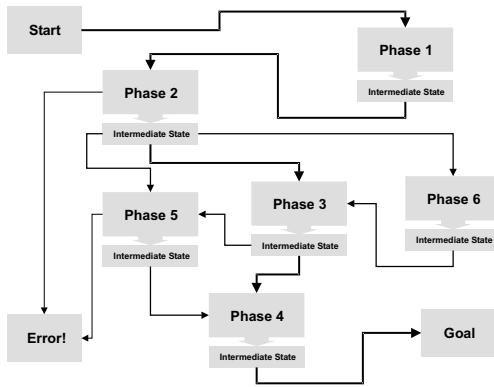 Start
Phase 1
Intermediate State
Phase 2
Intermediate State
Phase 3
Intermediate State
Phase 6
Intermediate State
Phase 5
Intermediate State
Phase 4
Intermediate State
Error!
Goal